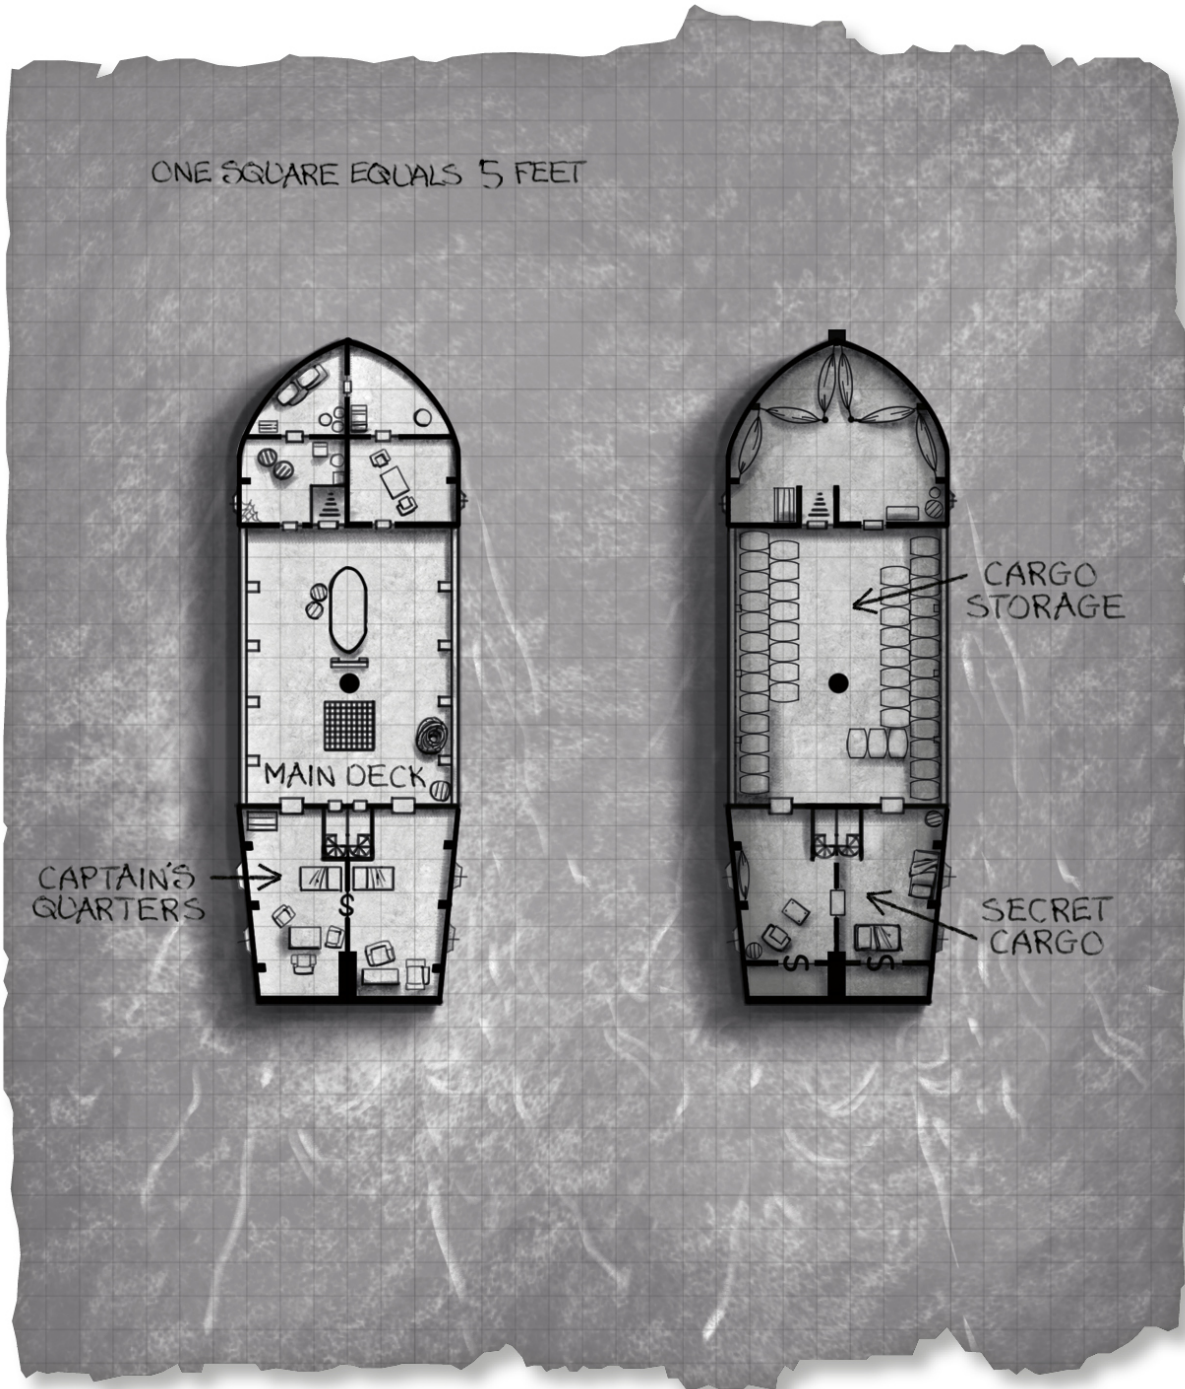 ONE SQUARE EQUALS 5 FEET
CARGO
STORAGE
MAIN DECK
CAPTAIN'S
QUARTERS
S
SECRET
CARGO
S
S